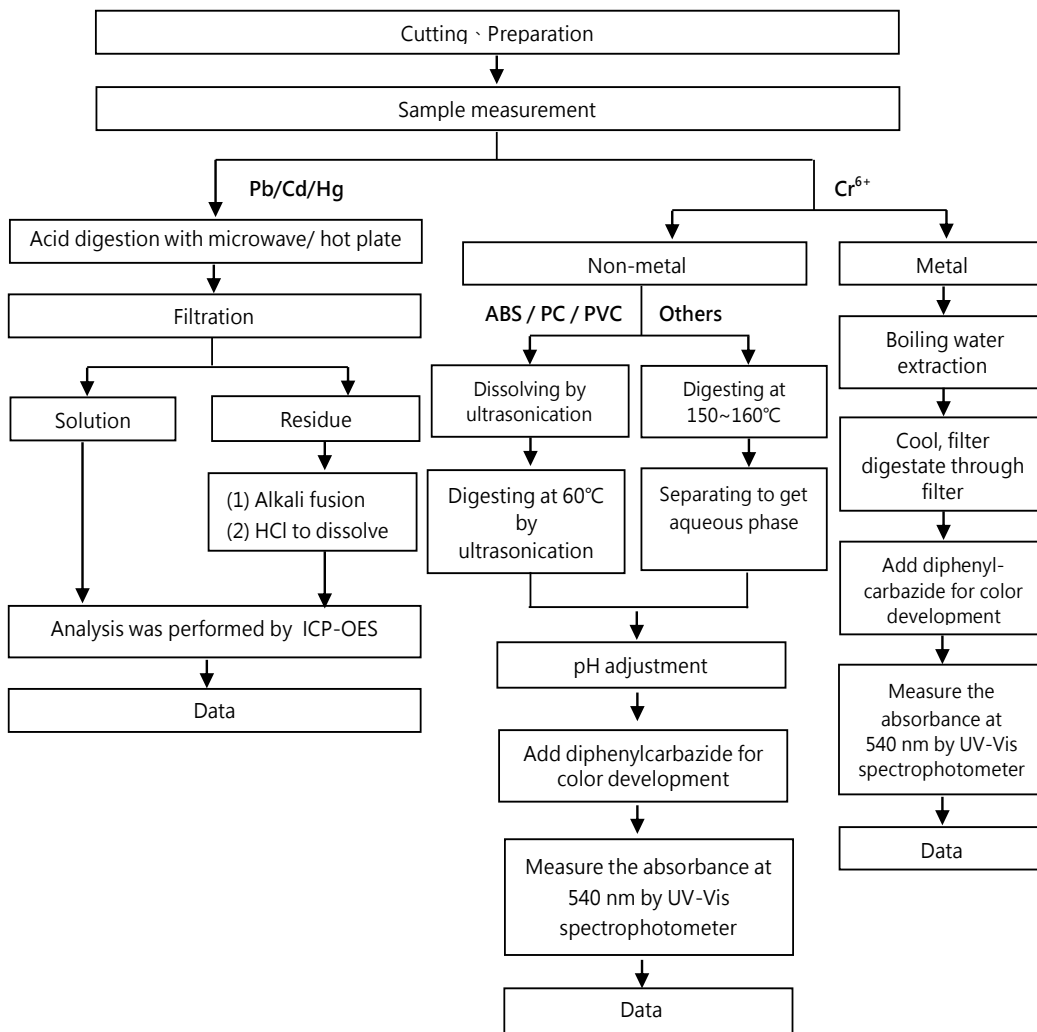 Cutting、Preparation
Sample measurement
Pb/Cd/Hg
Acid digestion with microwave/ hot plate
Filtration
Solution
Residue
(1) Alkali fusion
(2) HCl to dissolve
Analysis was performed by ICP-OES
Data
Cr⁶⁺
Non-metal
ABS / PC / PVC
Others
Dissolving by
ultrasonication
Digesting at 60℃
by
ultrasonication
Digesting at
150~160℃
Separating to get
aqueous phase
pH adjustment
Add diphenylcarbazide for
color development
Measure the absorbance at
540 nm by UV-Vis
spectrophotometer
Data
Metal
Boiling water
extraction
Cool, filter
digestate through
filter
Add diphenyl-
carbazide for color
development
Measure the
absorbance at
540 nm by UV-Vis
spectrophotometer
Data